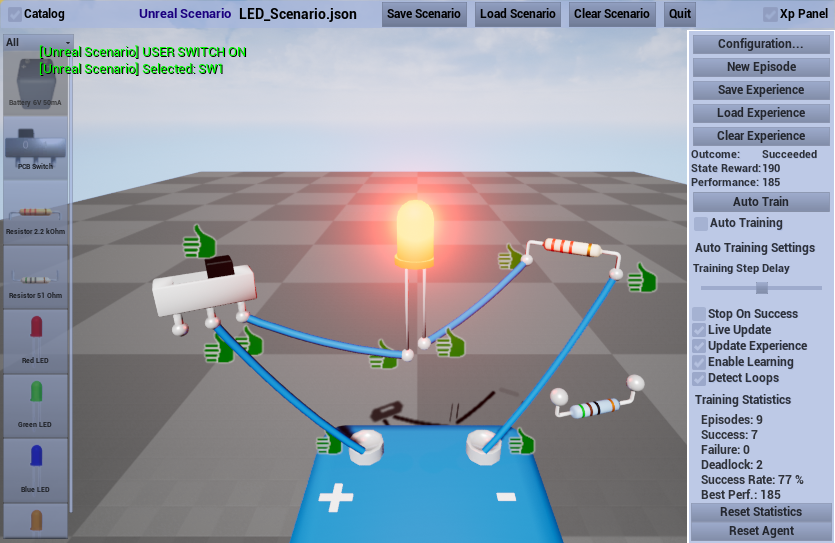 Catalog
Unreal Scenario
LED_Scenario.json
Save Scenario
Load Scenario
Clear Scenario
Quit
Xp Panel
All
[Unreal Scenario] USER SWITCH ON
[Unreal Scenario] Selected: SW1
Battery 6V 50mA
0
PCB Switch
Resistor 2.2 kOhm
Resistor 51 Ohm
Red LED
Green LED
Blue LED
+
-
Configuration...
New Episode
Save Experience
Load Experience
Clear Experience
Outcome: Succeeded
State Reward: 190
Performance: 185
Auto Train
Auto Training
Auto Training Settings
Training Step Delay
Stop On Success
Live Update
Update Experience
Enable Learning
Detect Loops
Training Statistics
Episodes: 9
Success: 7
Failure: 0
Deadlock: 2
Success Rate: 77 %
Best Perf.: 185
Reset Statistics
Reset Agent